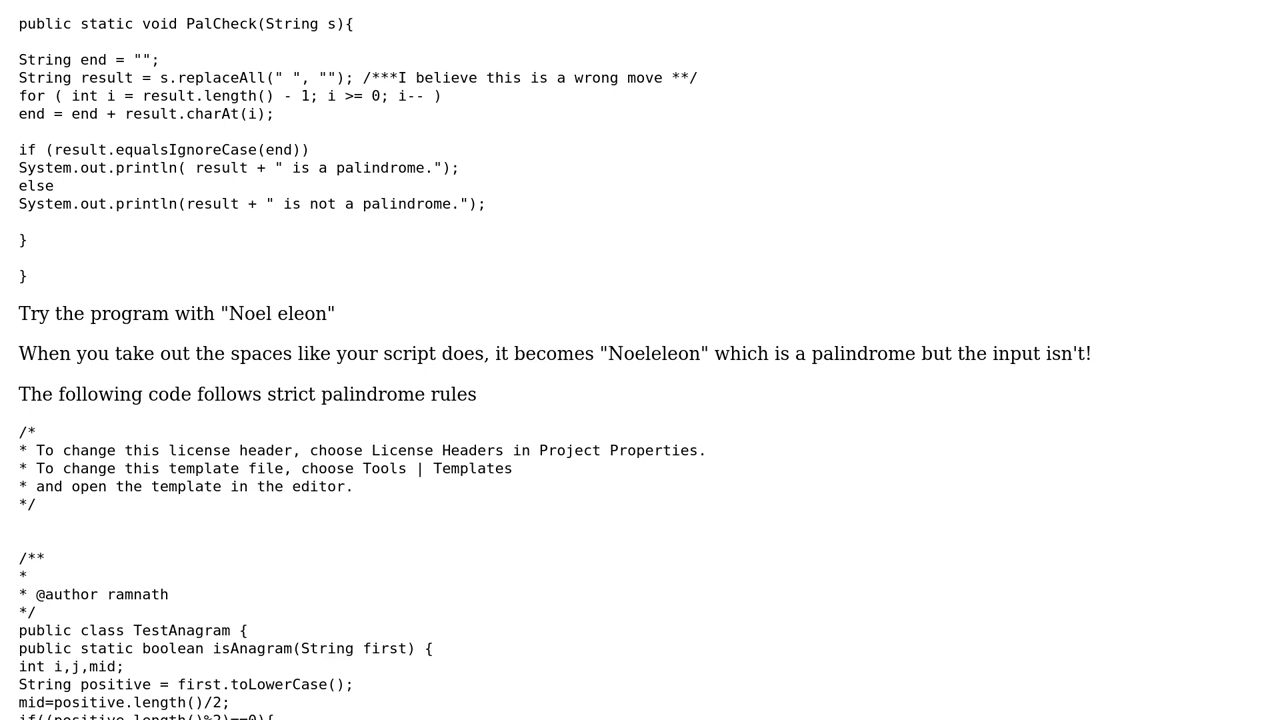 public static void PalCheck(String s){
String end = "";
String result = s.replaceAll(" ", ""); /***I believe this is a wrong move **/
for ( int i = result.length() - 1; i >= 0; i-- )
end = end + result.charAt(i);
if (result.equalsIgnoreCase(end))
System.out.println( result + " is a palindrome.");
else
System.out.println(result + " is not a palindrome.");
}
}
Try the program with "Noel eleon"
When you take out the spaces like your script does, it becomes "Noeleleon" which is a palindrome but the input isn't!
The following code follows strict palindrome rules
/*
* To change this license header, choose License Headers in Project Properties.
* To change this template file, choose Tools | Templates
* and open the template in the editor.
*/
/**
*
* @author ramnath
*/
public class TestAnagram {
public static boolean isAnagram(String first) {
int i,j,mid;
String positive = first.toLowerCase();
mid=positive.length()/2;
if((positive.length()%2)==0){